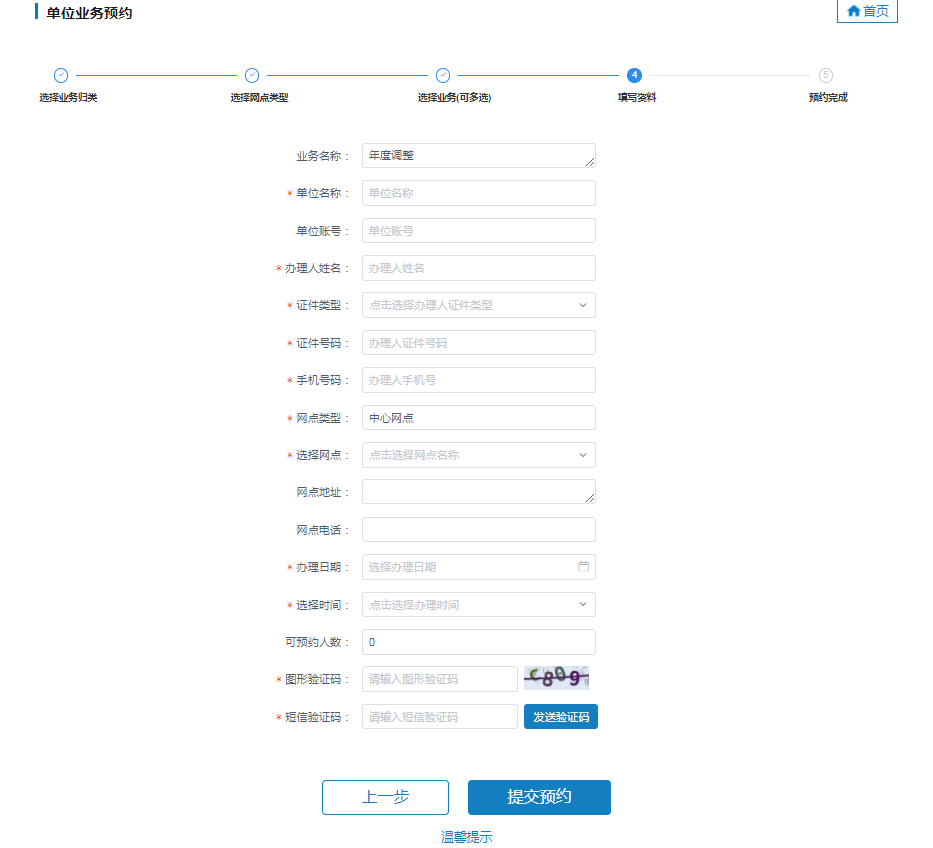 单位业务预约
首页
4
5
选择业务归类
选择网点类型
选择业务(可多选)
填写资料
预约完成
业务名称： 年度调整
* 单位名称： 单位名称
单位账号： 单位账号
* 办理人姓名： 办理人姓名
* 证件类型： 点击选择办理人证件类型
* 证件号码： 办理人证件号码
* 手机号码： 办理人手机号
* 网点类型： 中心网点
* 选择网点： 点击选择网点名称
网点地址：
网点电话：
* 办理日期： 选择办理日期
* 选择时间： 点击选择办理时间
可预约人数： 0
* 图形验证码： 请输入图形验证码
* 短信验证码： 请输入短信验证码 发送验证码
上一步 提交预约
温馨提示